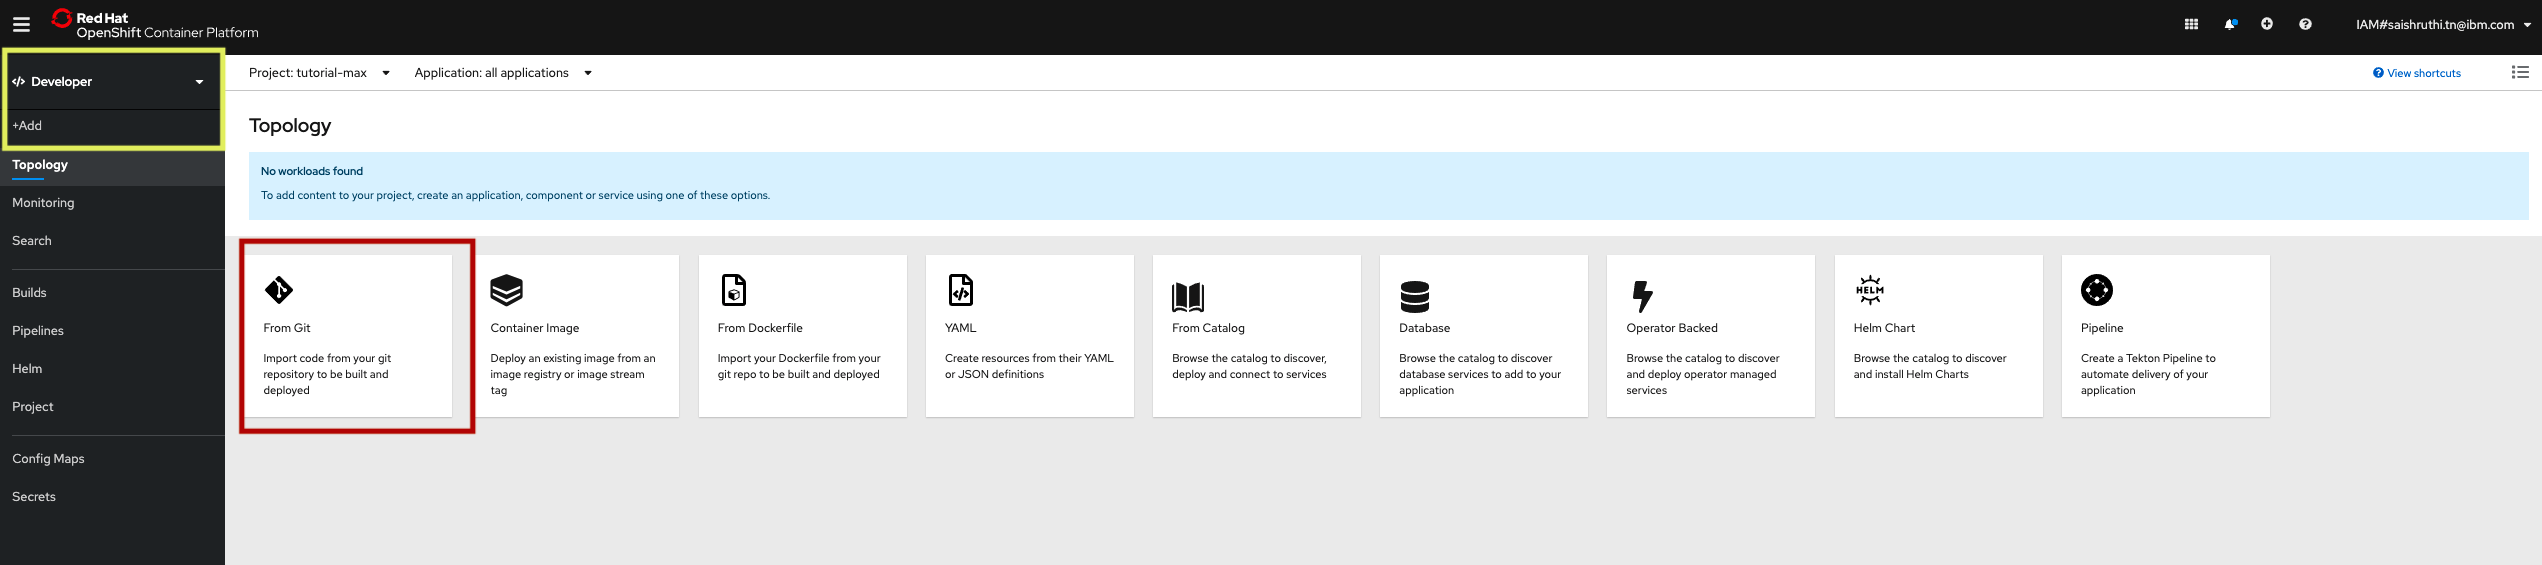 Red Hat
OpenShift Container Platform
IAM#saishruthi.tn@ibm.com
Developer
+Add
Topology
Monitoring
Search
Builds
Pipelines
Helm
Project
Config Maps
Secrets
Project: tutorial-max
Application: all applications
View shortcuts
Topology
No workloads found
To add content to your project, create an application, component or service using one of these options.
From Git
Import code from your git
repository to be built and
deployed
Container Image
Deploy an existing image from an
image registry or image stream
tag
From Dockerfile
Import your Dockerfile from your
git repo to be built and deployed
YAML
Create resources from their YAML
or JSON definitions
From Catalog
Browse the catalog to discover,
deploy and connect to services
Database
Browse the catalog to discover
database services to add to your
application
Operator Backed
Browse the catalog to discover
and deploy operator managed
services
HELM
Helm Chart
Browse the catalog to discover
and install Helm Charts
Pipeline
Create a Tekton Pipeline to
automate delivery of your
application